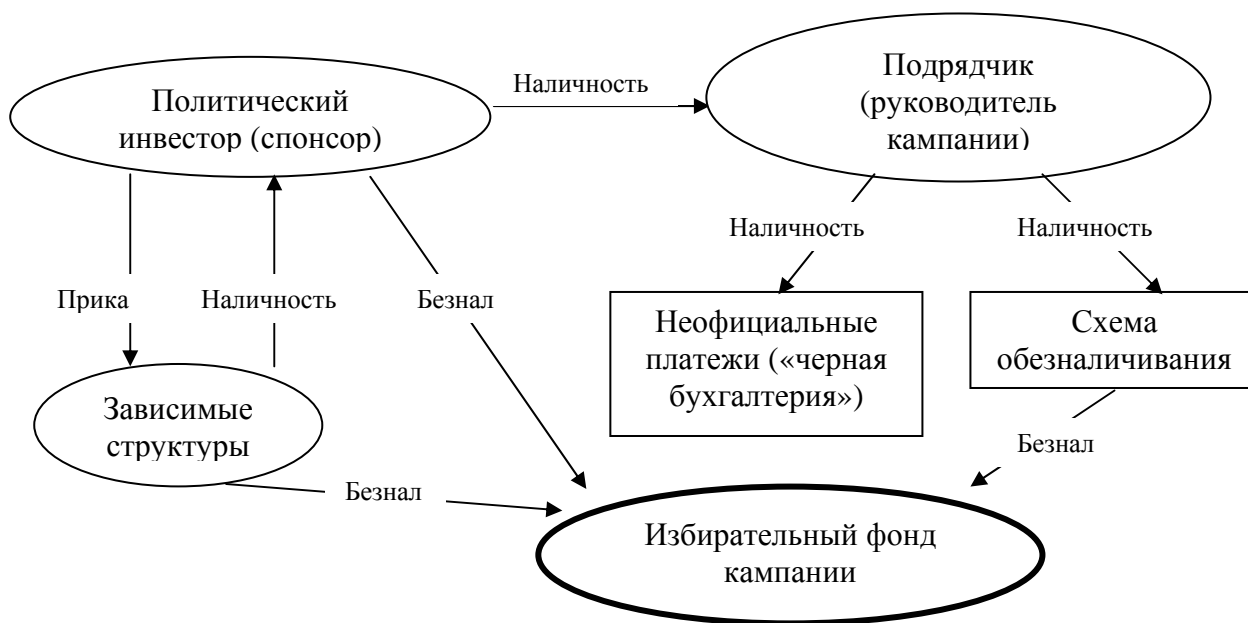 Подрядчик
(руководитель
кампании)
Наличность
Политический
инвестор (спонсор)
Наличность
Наличность
Прика
Наличность
Безнал
Неофициальные
платежи («черная
бухгалтерия»)
Схема
обезналичивания
Зависимые
структуры
Безнал
Безнал
Избирательный фонд
кампании